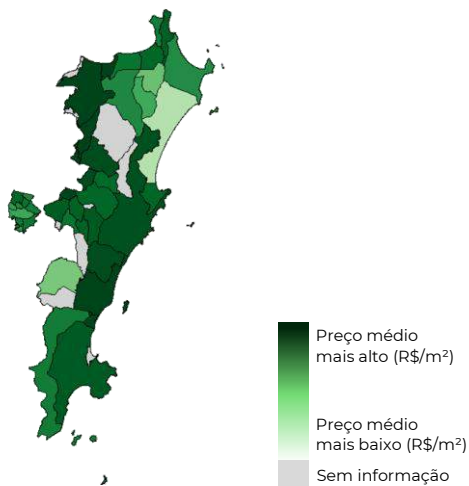 Preço médio
mais alto (R$/m²)
Preço médio
mais baixo (R$/m²)
Sem informação